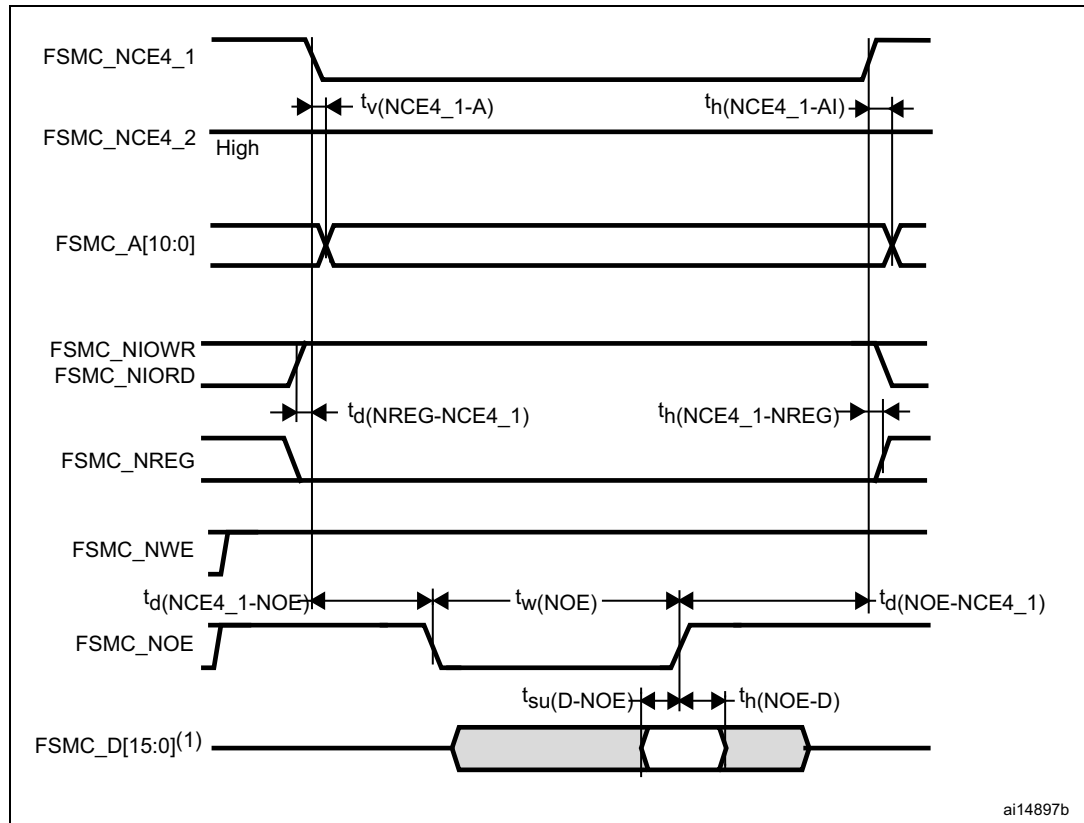 FSMC_NCE4_1
tv(NCE4_1-A)
th(NCE4_1-AI)
FSMC_NCE4_2
High
FSMC_A[10:0]
FSMC_NIOWR
FSMC_NIORD
td(NREG-NCE4_1)
th(NCE4_1-NREG)
FSMC_NREG
FSMC_NWE
td(NCE4_1-NOE)
tw(NOE)
td(NOE-NCE4_1)
FSMC_NOE
tsu(D-NOE)
th(NOE-D)
FSMC_D[15:0](1)
ai14897b